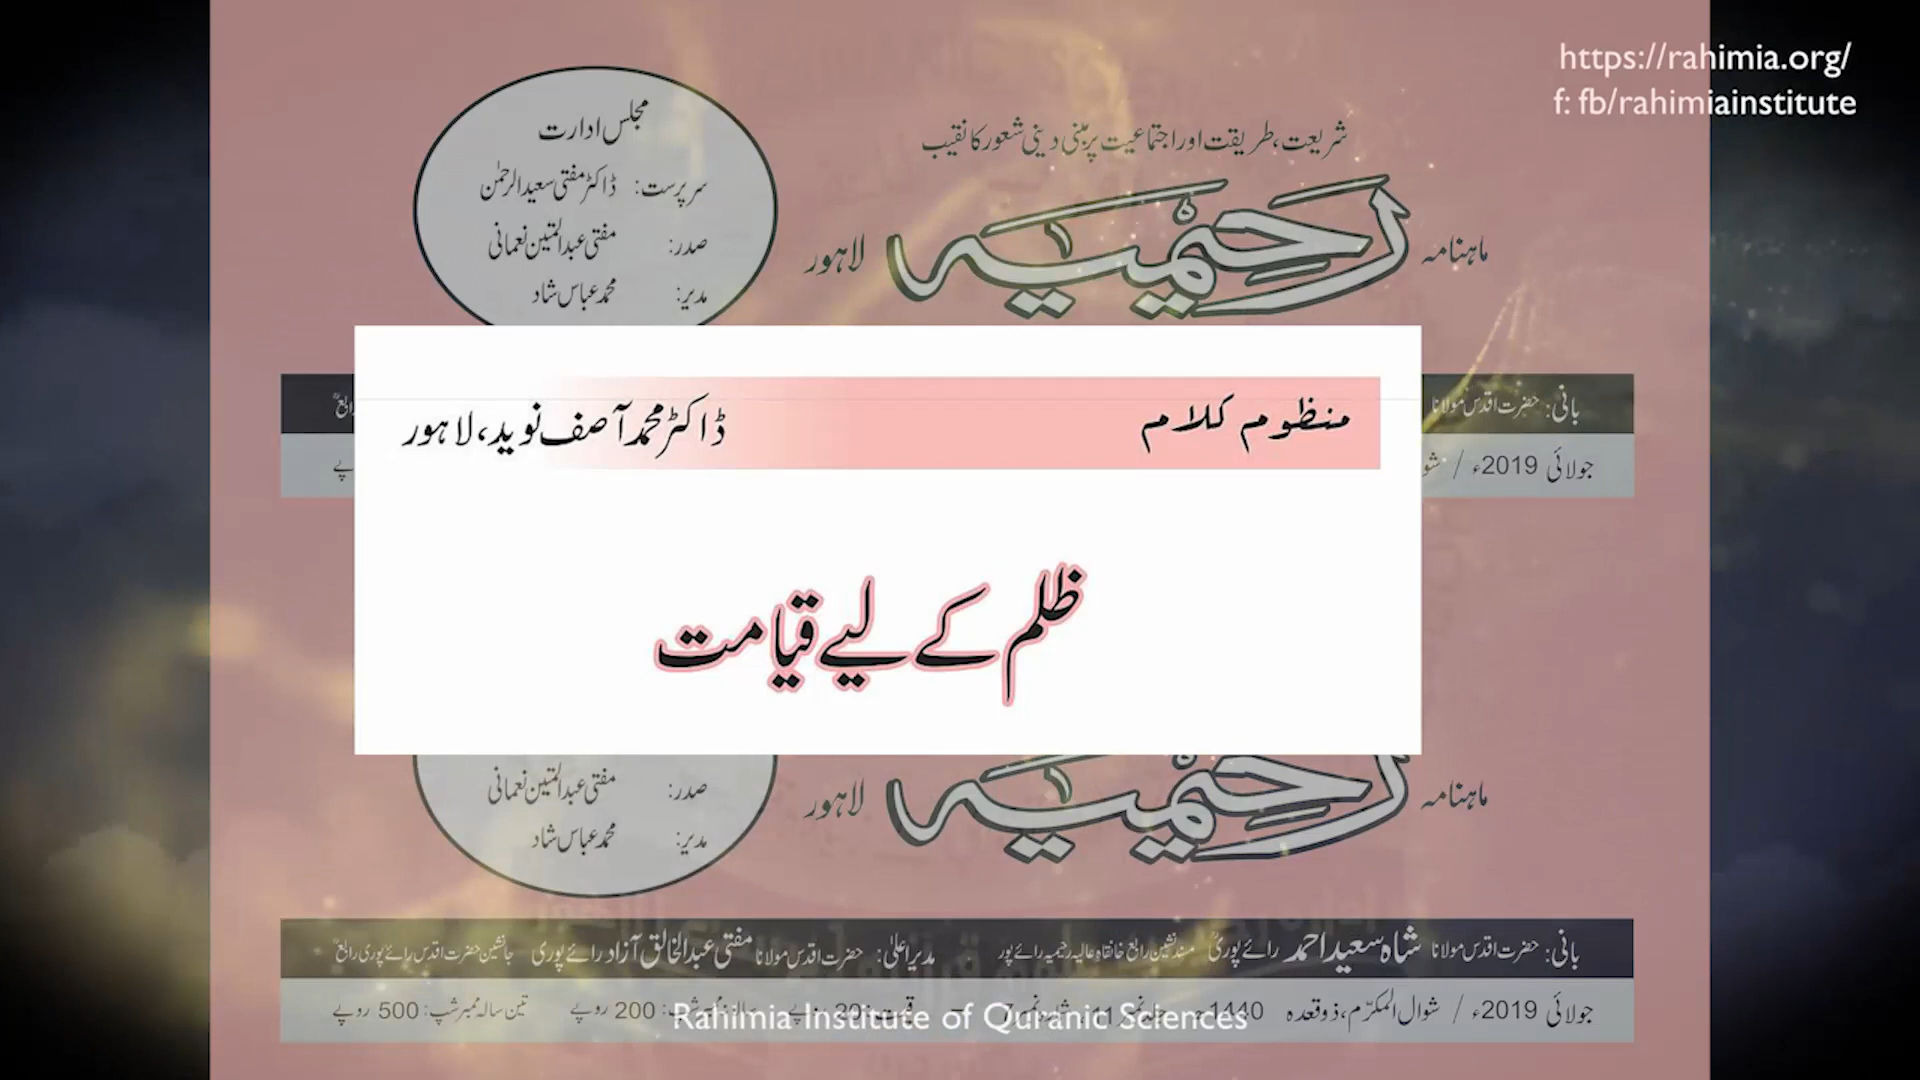 https://rahimia.org/
f: fb/rahimiainstitute
مجلس ادارت
سرپرست: ڈاکٹر مفتی سعید الرحمٰن
صدر: مفتی عبدالمتین نعمانی
مدیر: محمد عباس شاد
شریعت، طریقت اور اجتماعیت پر مبنی دینی شعور کا نقیب
ماہنامہ رحیمیہ لاہور
بانی: حضرت اقدس مولانا
جولائی 2019ء /
منظوم کلام
ڈاکٹر محمد آصف نوید، لاہور
ظلم کے لیے قیامت
صدر: مفتی عبدالمتین نعمانی
مدیر: محمد عباس شاد
ماہنامہ رحیمیہ لاہور
بانی: حضرت اقدس مولانا شاہ سعید احمد رائے پوریؒ مسند نشین رابع خانقاہ عالیہ رحیمیہ رائے پور
مدیر اعلیٰ: حضرت اقدس مولانا مفتی عبدالخالق آزاد رائے پوری جانشین حضرت اقدس رائے پوری رابعؒ
جولائی 2019ء / شوال المکرّم، ذوقعدہ 1440 200 روپے تین سالہ ممبرشپ: 500 روپے
Rahimia Institute of Quranic Sciences